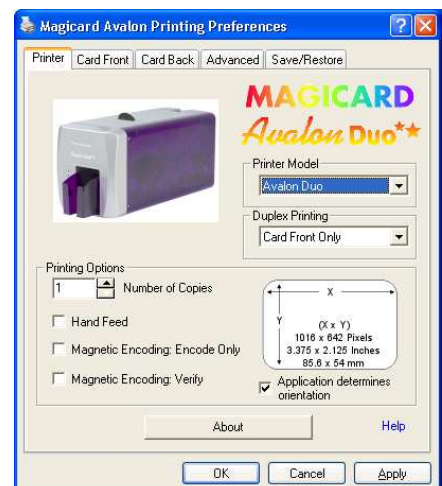 Magicard Avalon Printing Preferences
Printer Card Front Card Back Advanced Save/Restore
MAGICARD
Avalon Duo
Printer Model
Avalon Duo
Duplex Printing
Card Front Only
Printing Options
1 Number of Copies
Hand Feed
Magnetic Encoding: Encode Only
Magnetic Encoding: Verify
X
Y
(X x Y)
1016 x 642 Pixels
3.375 x 2.125 Inches
85.6 x 54 mm
Application determines
orientation
About
Help
OK Cancel Apply